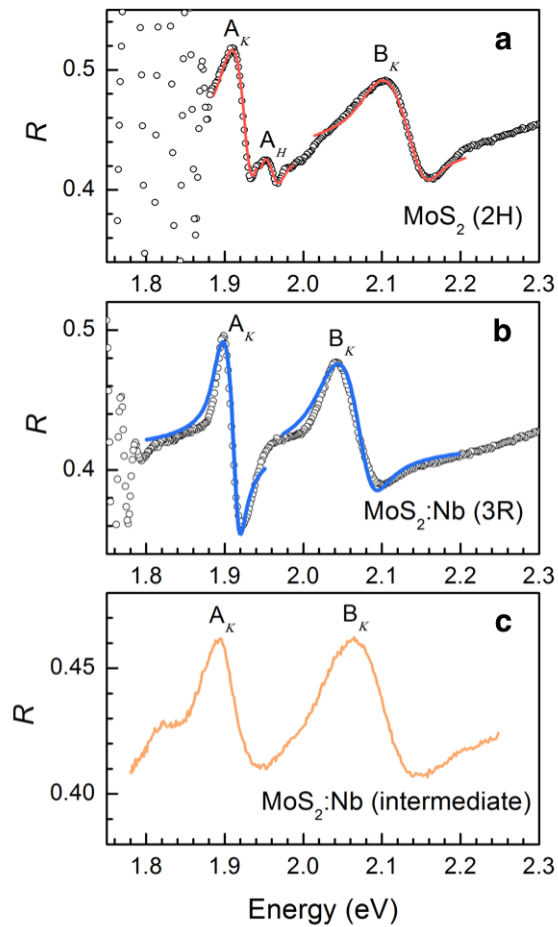 a
A_K
B_K
A_H
0.5
0.4
R
MoS₂ (2H)
1.8 1.9 2.0 2.1 2.2 2.3
b
A_K
B_K
0.5
0.4
R
MoS₂:Nb (3R)
1.8 1.9 2.0 2.1 2.2 2.3
c
A_K
B_K
0.45
0.40
R
MoS₂:Nb (intermediate)
1.8 1.9 2.0 2.1 2.2 2.3
Energy (eV)